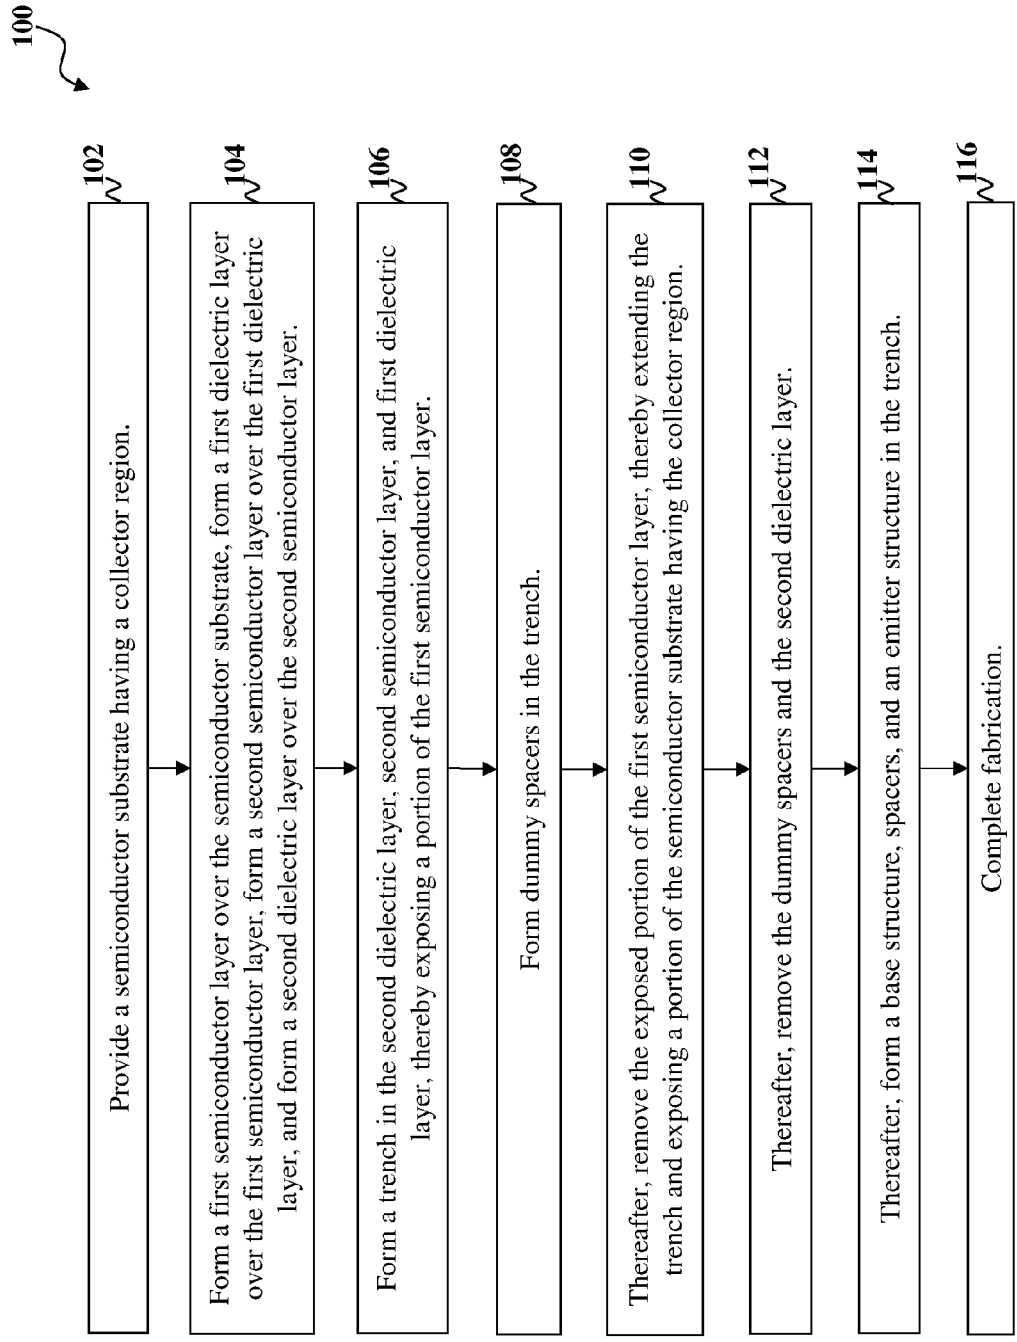 100
102
Provide a semiconductor substrate having a collector region.
104
Form a first semiconductor layer over the semiconductor substrate, form a first dielectric layer
over the first semiconductor layer, form a second semiconductor layer over the first dielectric
layer, and form a second dielectric layer over the second semiconductor layer.
106
Form a trench in the second dielectric layer, second semiconductor layer, and first dielectric
layer, thereby exposing a portion of the first semiconductor layer.
108
Form dummy spacers in the trench.
110
Thereafter, remove the exposed portion of the first semiconductor layer, thereby extending the
trench and exposing a portion of the semiconductor substrate having the collector region.
112
Thereafter, remove the dummy spacers and the second dielectric layer.
114
Thereafter, form a base structure, spacers, and an emitter structure in the trench.
116
Complete fabrication.